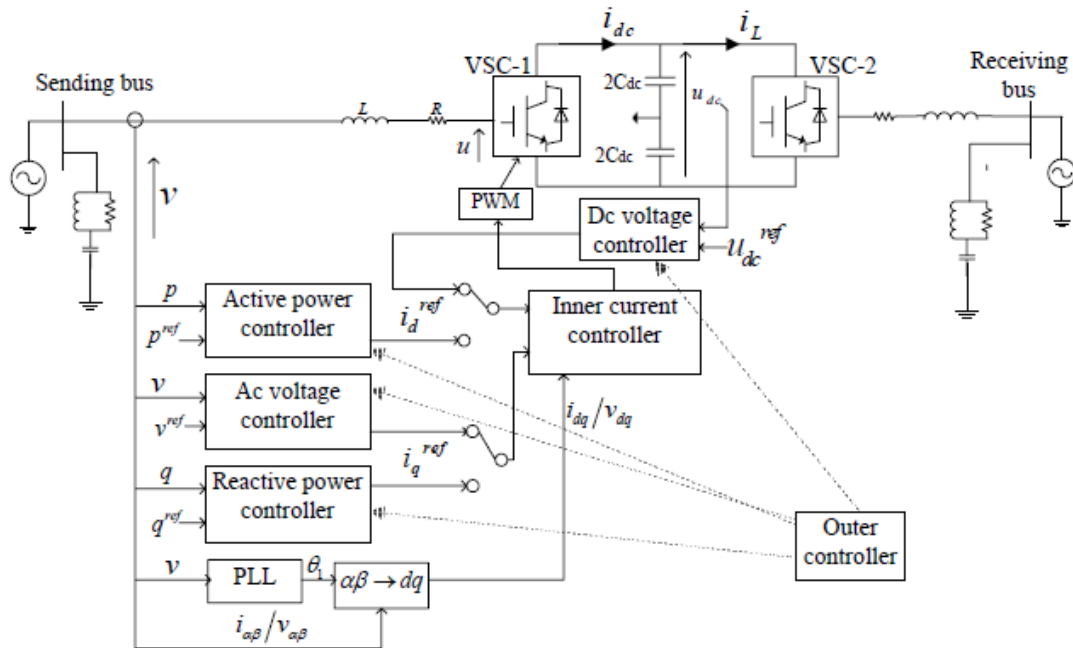 i_dc
i_L
VSC-1
VSC-2
Receiving
bus
Sending bus
2Cdc
u_dc
L
R
u
2Cdc
v
PWM
Dc voltage
controller
U_dc^ref
p
Active power
controller
i_d^ref
Inner current
controller
p^ref
v
Ac voltage
controller
i_dq/v_dq
v^ref
i_q^ref
q
Reactive power
controller
q^ref
Outer
controller
v
PLL
θ_1
αβ → dq
i_αβ/v_αβ